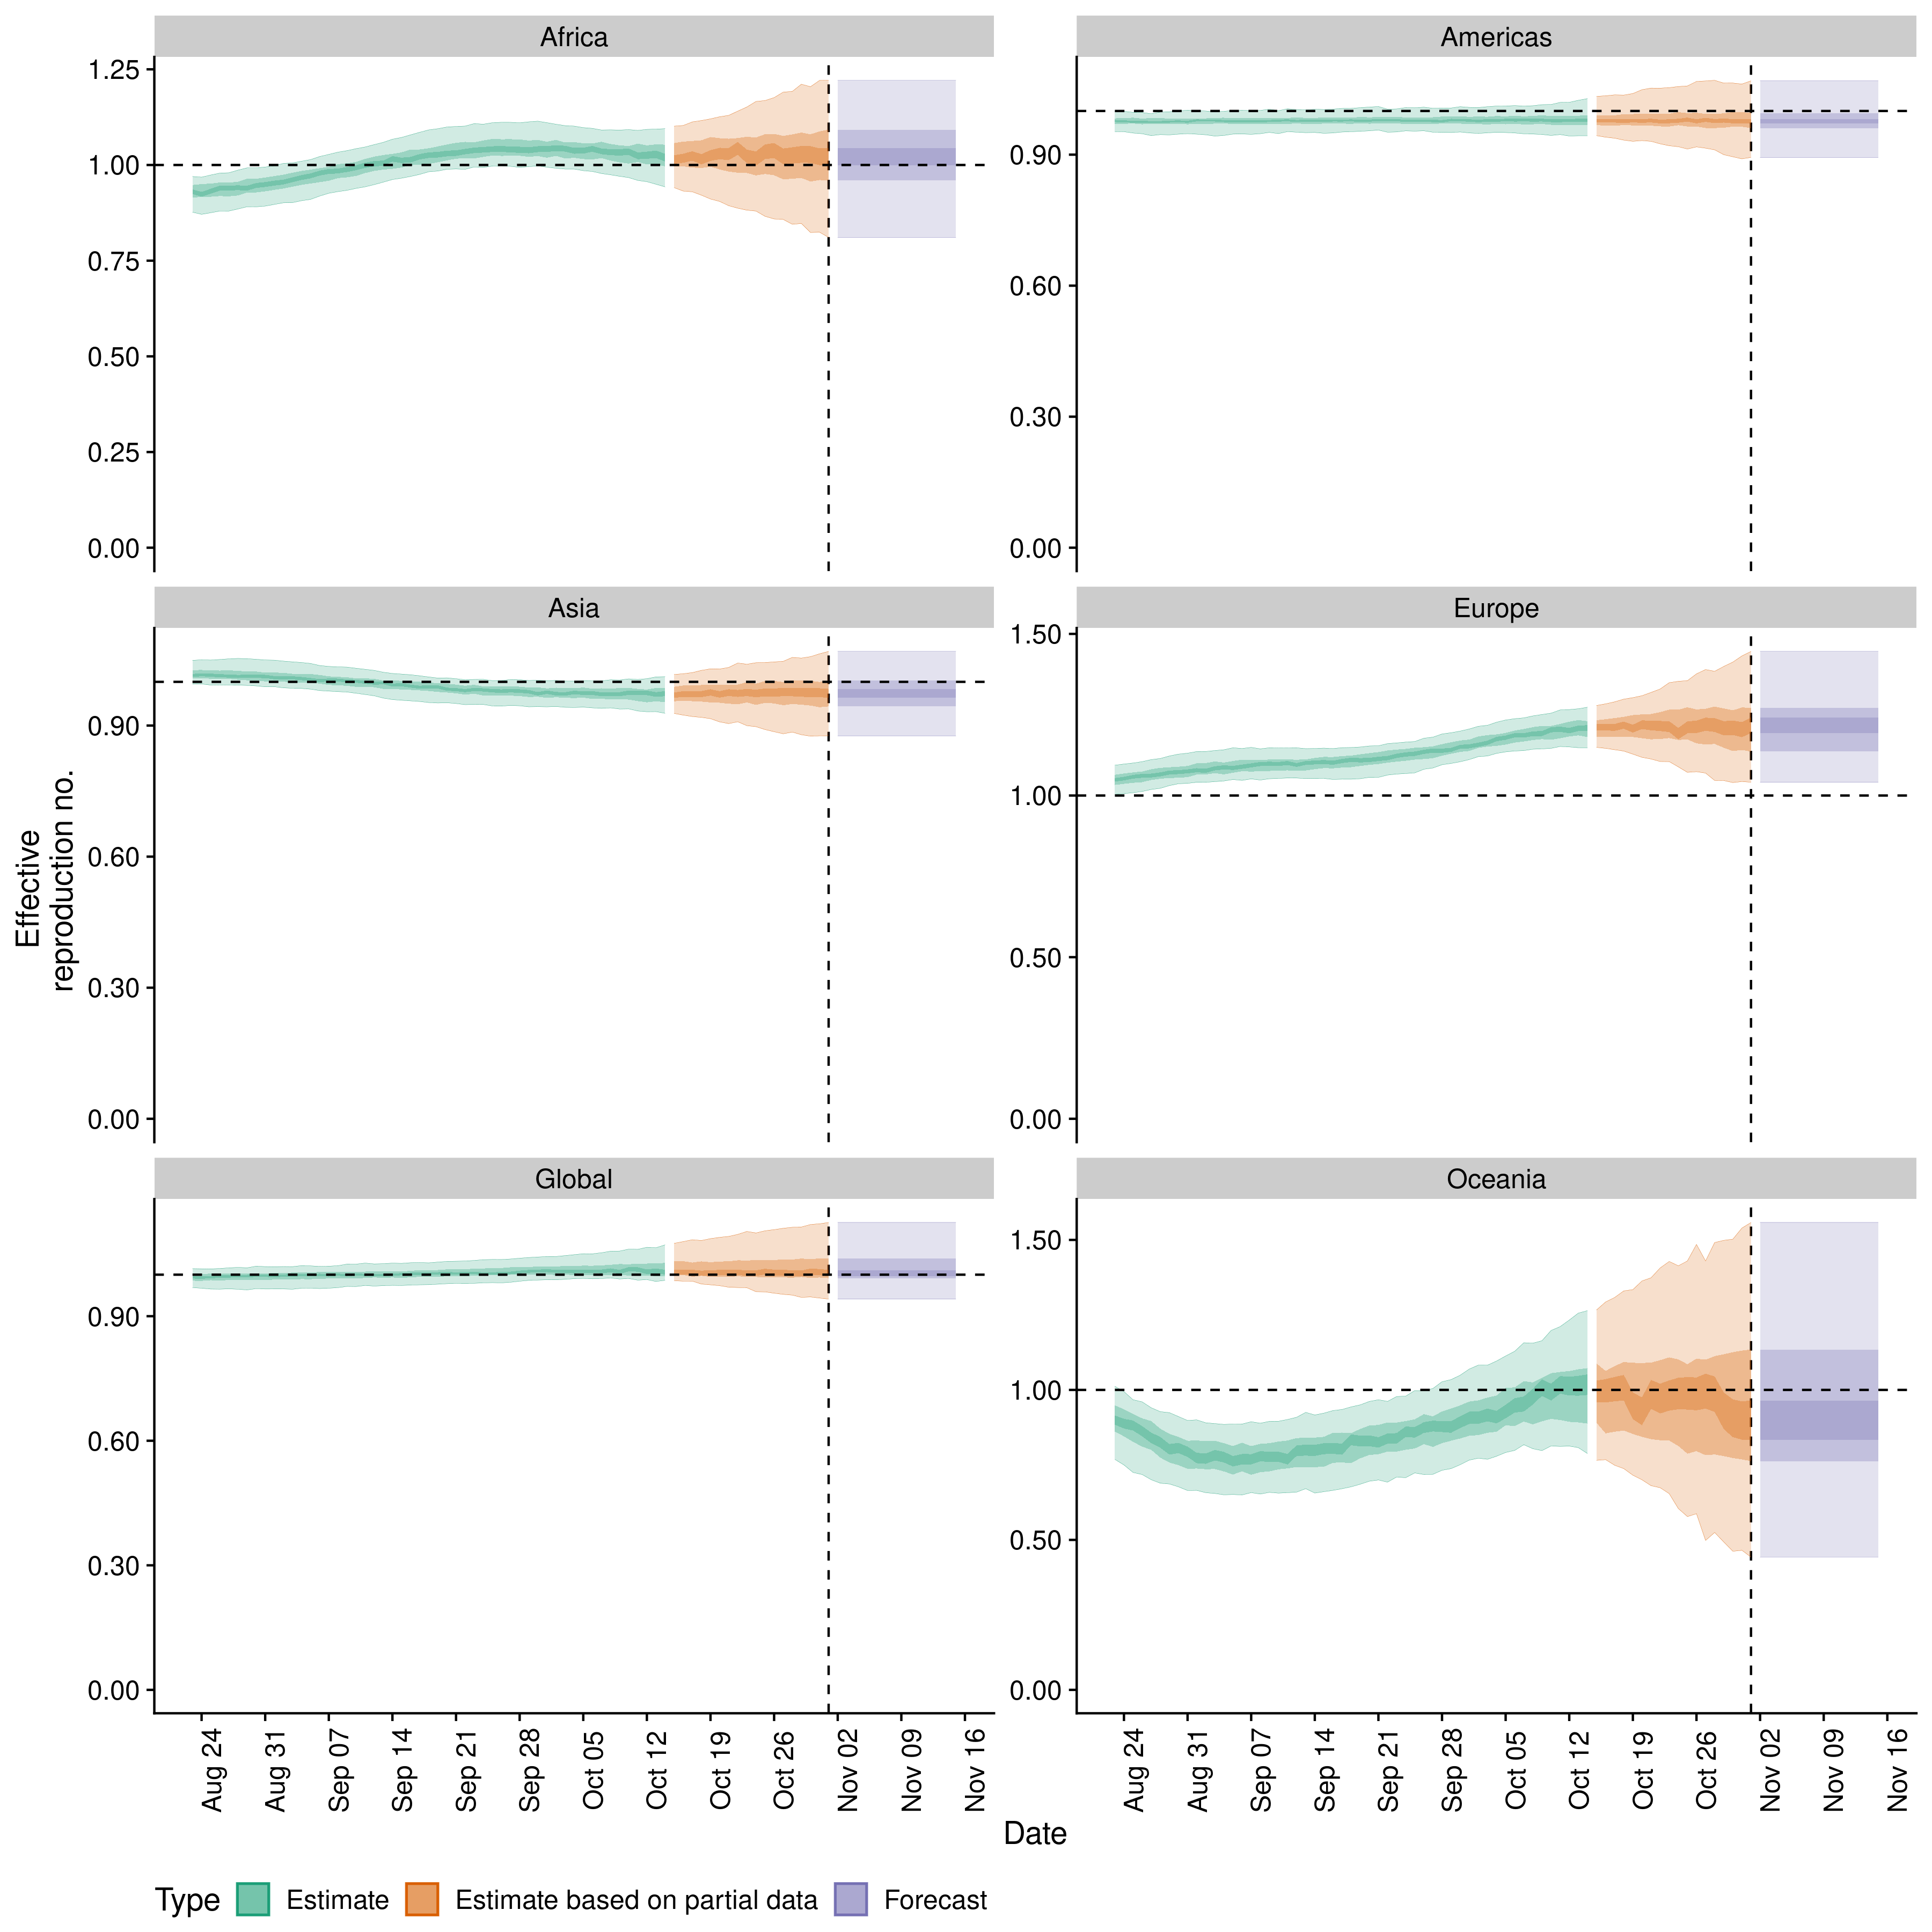 Africa
Americas
1.25
1.00
0.75
0.50
0.25
0.00
0.90
0.60
0.30
0.00
Asia
Europe
0.90
0.60
0.30
0.00
1.50
1.00
0.50
0.00
Effective
reproduction no.
Global
Oceania
0.90
0.60
0.30
0.00
1.50
1.00
0.50
0.00
Aug 24 Aug 31 Sep 07 Sep 14 Sep 21 Sep 28 Oct 05 Oct 12 Oct 19 Oct 26 Nov 02 Nov 09 Nov 16
Aug 24 Aug 31 Sep 07 Sep 14 Sep 21 Sep 28 Oct 05 Oct 12 Oct 19 Oct 26 Nov 02 Nov 09 Nov 16
Date
Type Estimate Estimate based on partial data Forecast